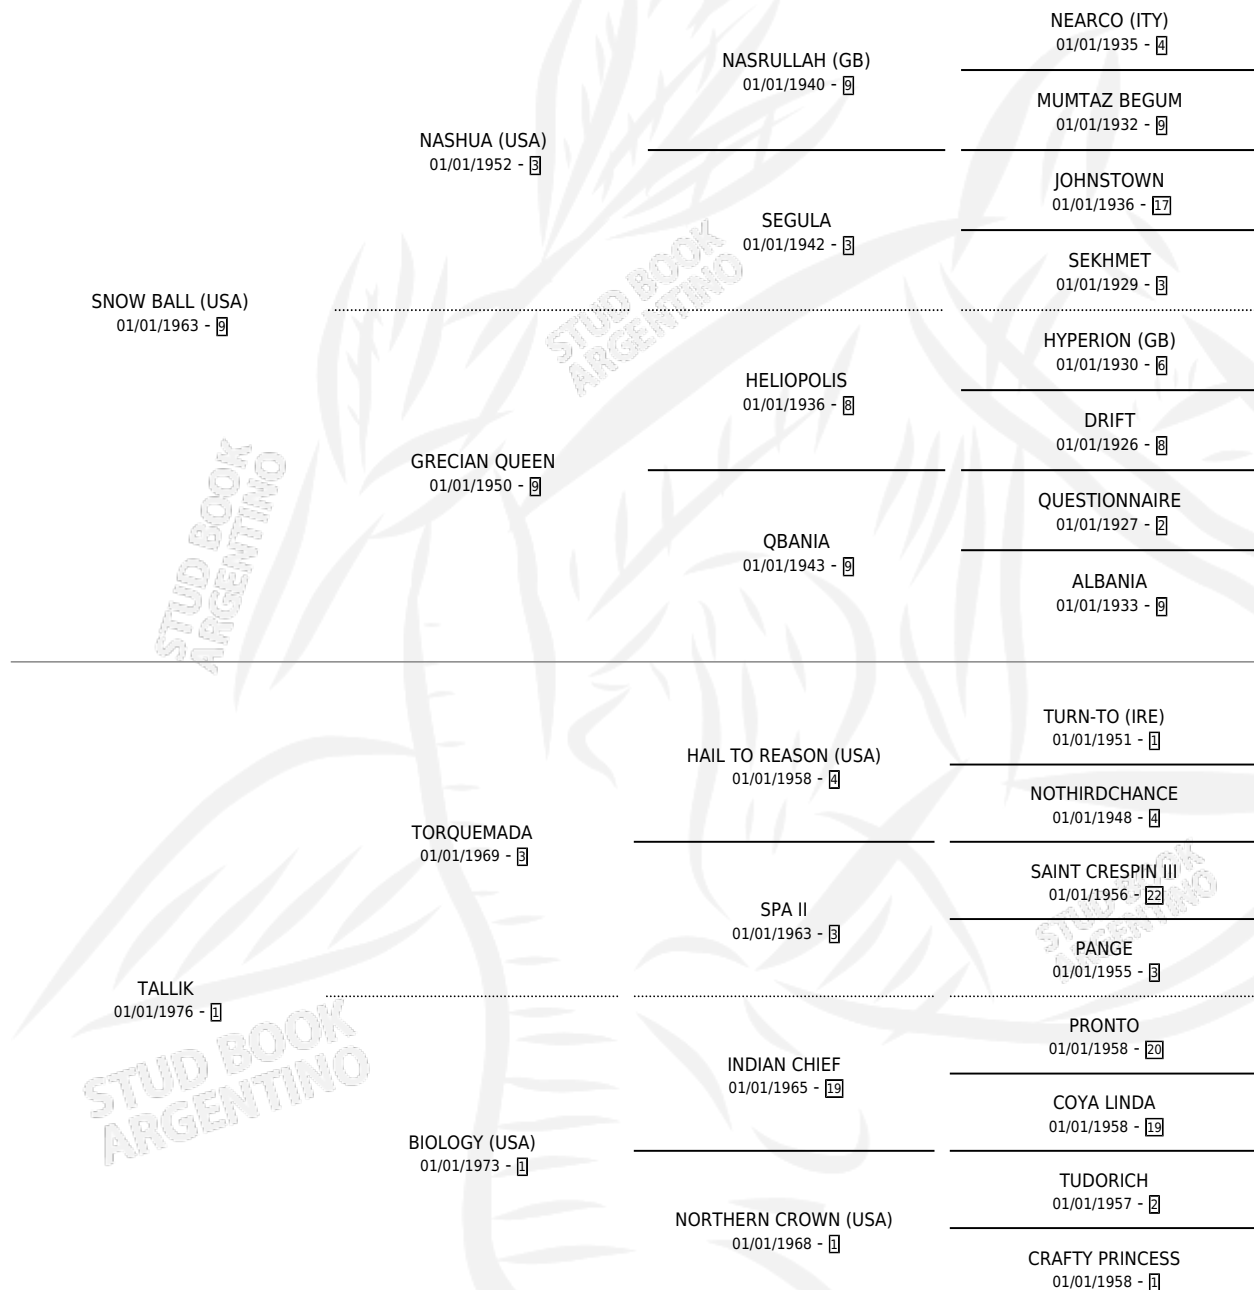 NEARCO (ITY)
01/01/1935 - 4
NASRULLAH (GB)
01/01/1940 - 9
MUMTAZ BEGUM
01/01/1932 - 9
NASHUA (USA)
01/01/1952 - 3
JOHNSTOWN
01/01/1936 - 17
SEGULA
01/01/1942 - 3
SEKHMET
01/01/1929 - 3
SNOW BALL (USA)
01/01/1963 - 9
HYPERION (GB)
01/01/1930 - 6
HELIOPOLIS
01/01/1936 - 8
DRIFT
01/01/1926 - 8
GRECIAN QUEEN
01/01/1950 - 9
QUESTIONNAIRE
01/01/1927 - 2
QBANIA
01/01/1943 - 9
ALBANIA
01/01/1933 - 9
TURN-TO (IRE)
01/01/1951 - 1
HAIL TO REASON (USA)
01/01/1958 - 4
NOTHIRDCHANCE
01/01/1948 - 4
TORQUEMADA
01/01/1969 - 3
SAINT CRESPIN III
01/01/1956 - 22
SPA II
01/01/1963 - 3
PANGE
01/01/1955 - 3
TALLIK
01/01/1976 - 1
PRONTO
01/01/1958 - 20
INDIAN CHIEF
01/01/1965 - 19
COYA LINDA
01/01/1958 - 19
BIOLOGY (USA)
01/01/1973 - 1
TUDORICH
01/01/1957 - 2
NORTHERN CROWN (USA)
01/01/1968 - 1
CRAFTY PRINCESS
01/01/1958 - 1
STUD BOOK
ARGENTINO
STUD BOOK
ARGENTINO
STUD BOOK
ARGENTINO
STUD BOOK
ARGENTINO